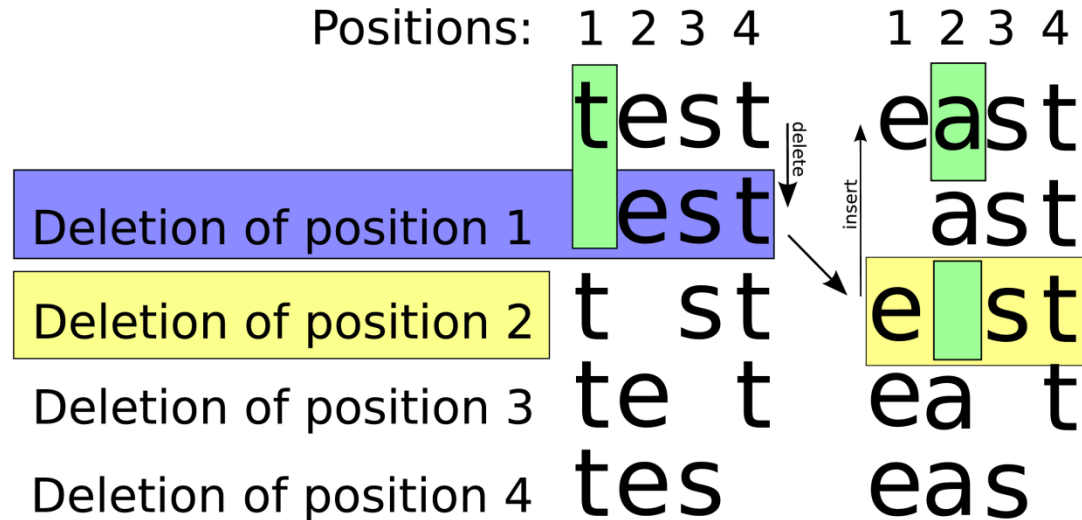 Positions: 1 2 3 4 1 2 3 4
test east
delete
insert
Deletion of position 1 est ast
Deletion of position 2 t st e st
Deletion of position 3 te t ea t
Deletion of position 4 tes eas